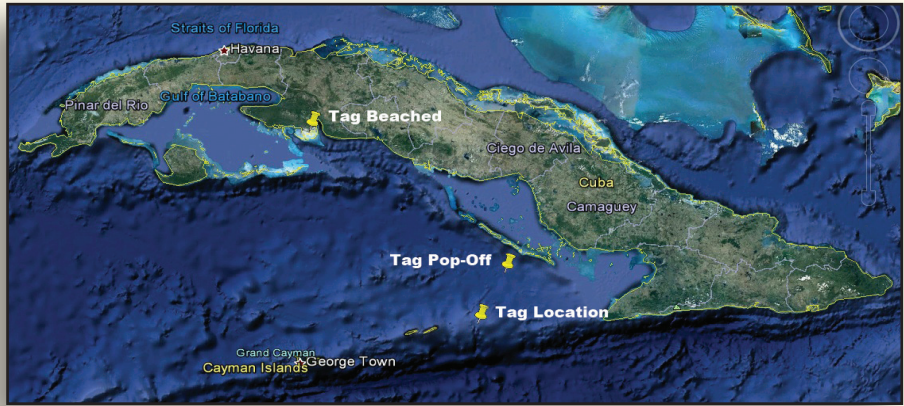 Straits of Florida
Havana
Gulf of Batabano
Pinar del Rio
Tag Beached
Ciego de Avila
Cuba
Camaguey
Tag Pop-Off
Tag Location
Grand Cayman
George Town
Cayman Islands